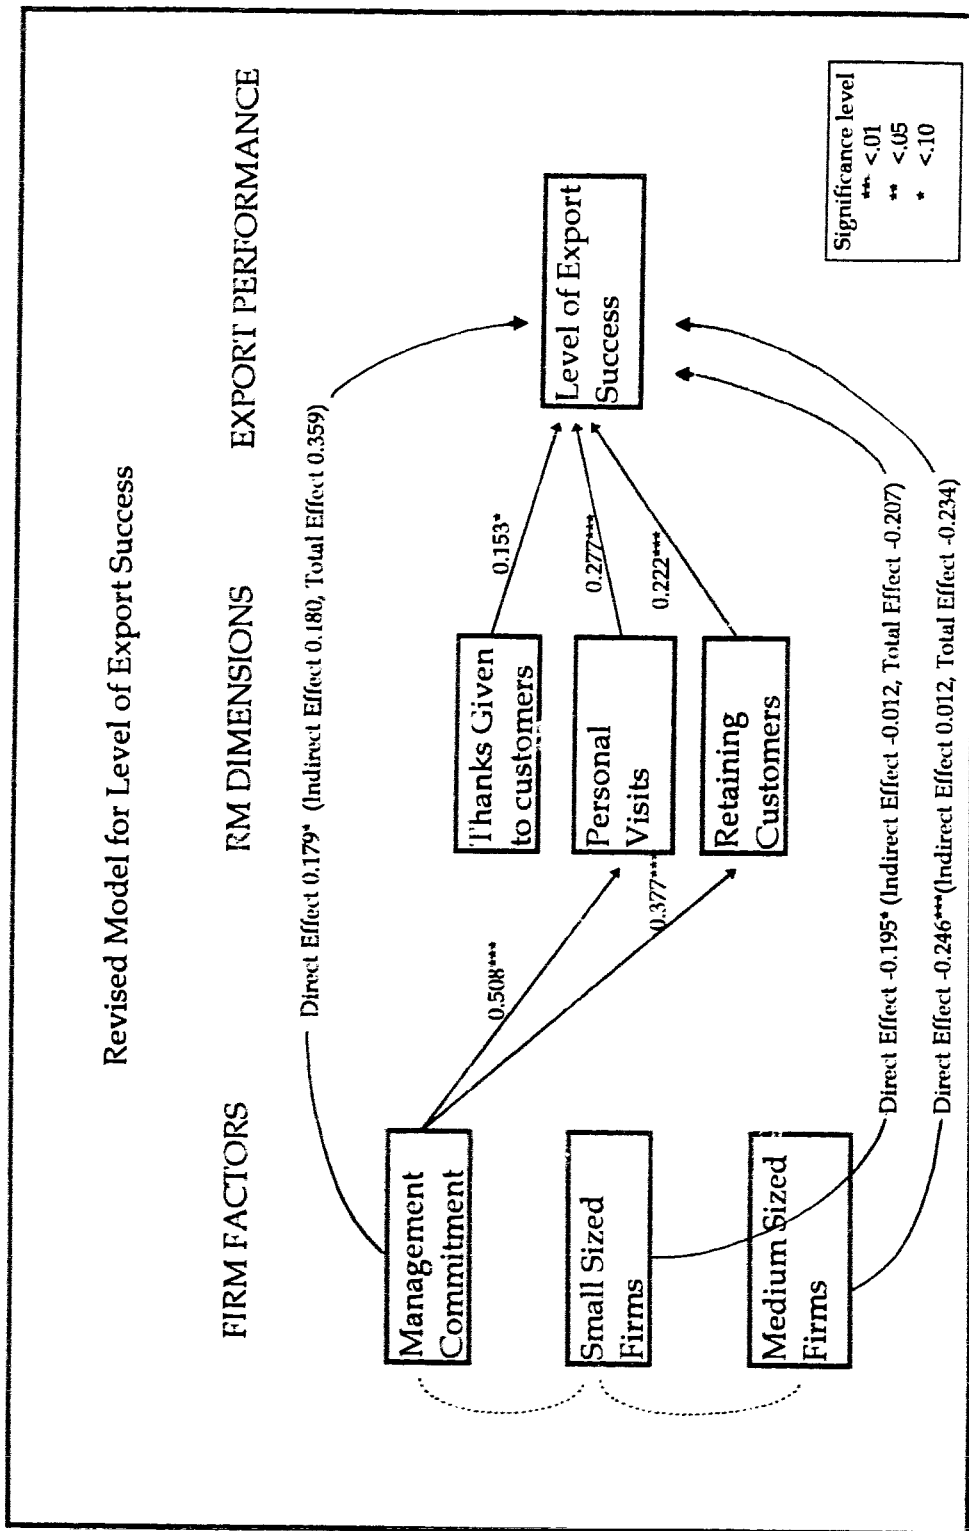 Revised Model for Level of Export Success
FIRM FACTORS
RM DIMENSIONS
EXPORT PERFORMANCE
Direct Effect 0.179* (Indirect Effect 0.180, Total Effect 0.359)
Management
Commitment
Small Sized
Firms
Medium Sized
Firms
0.508***
0.377***
Thanks Given
to customers
Personal
Visits
Retaining
Customers
0.153*
0.277***
0.222***
Level of Export
Success
Direct Effect -0.195* (Indirect Effect -0.012, Total Effect -0.207)
Direct Effect -0.246***(Indirect Effect 0.012, Total Effect -0.234)
Significance level
*** <.01
** <.05
* <.10